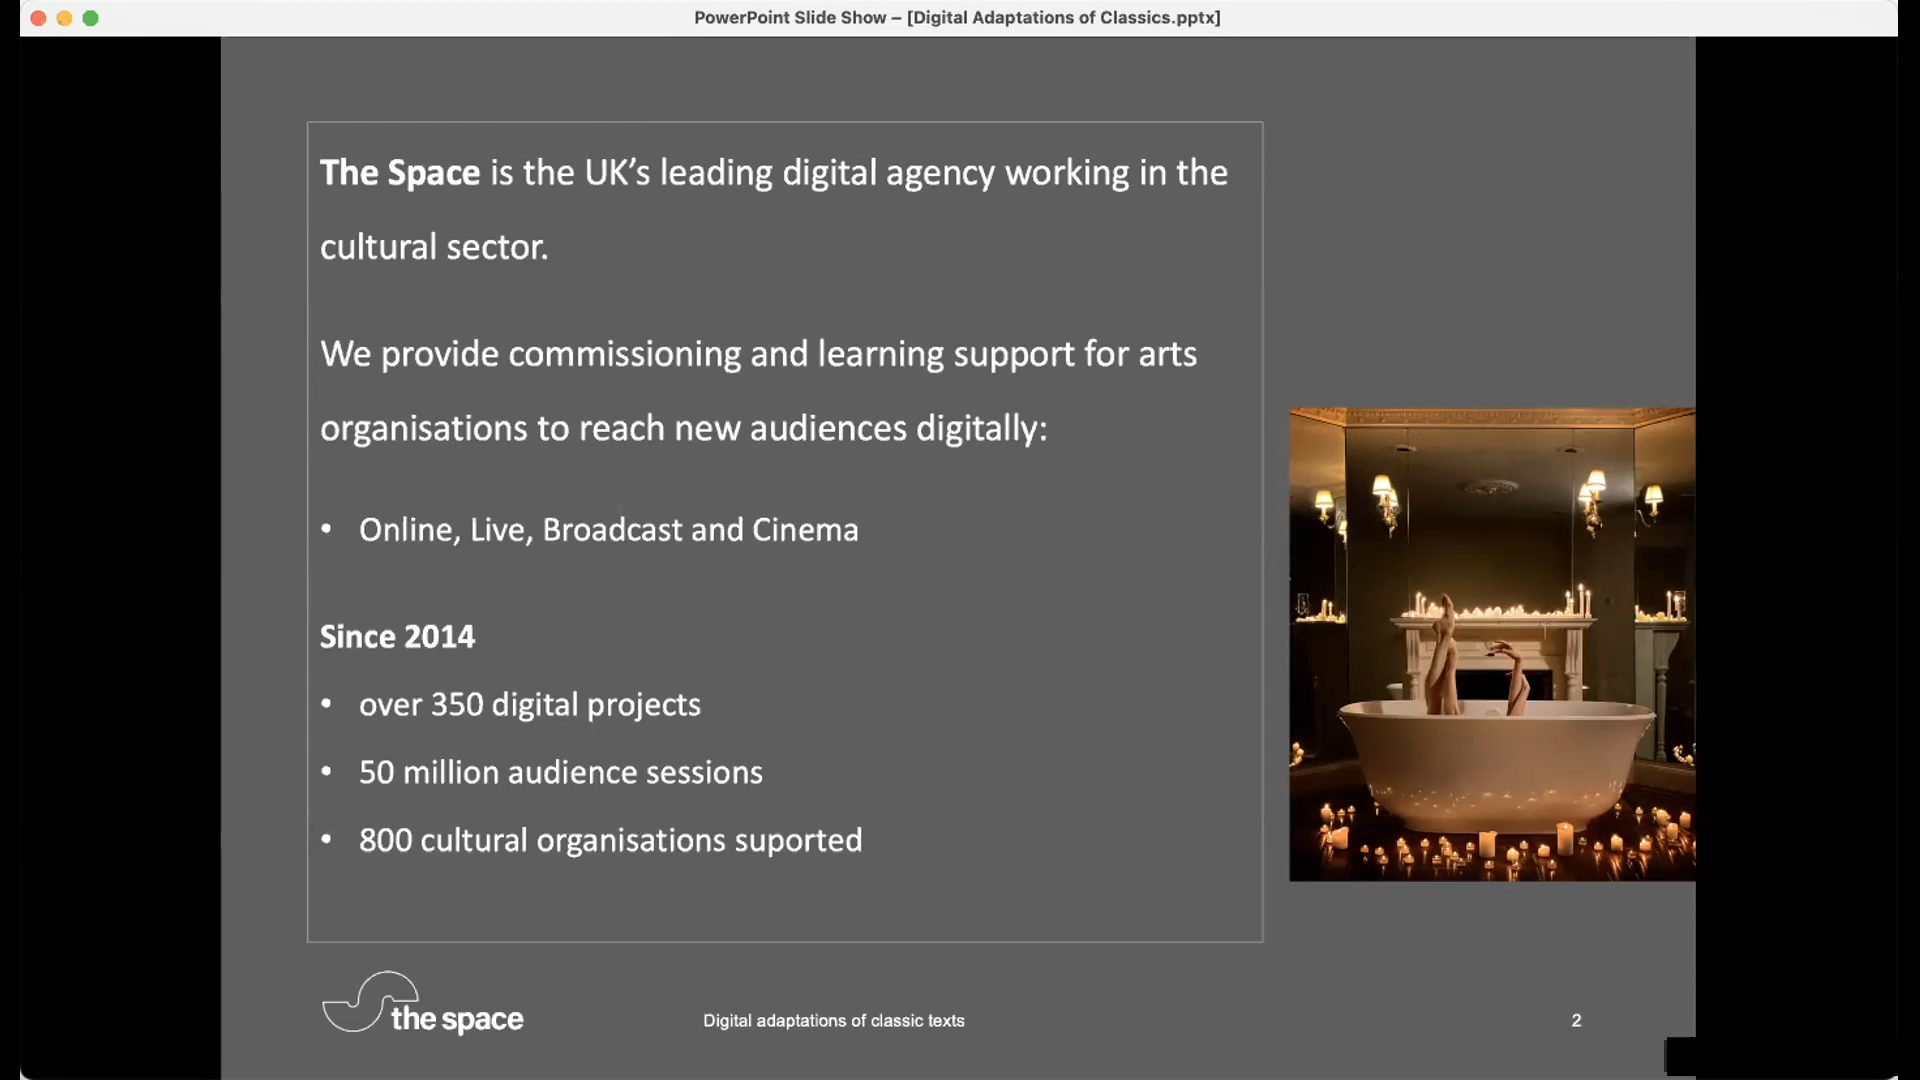 PowerPoint Slide Show – [Digital Adaptations of Classics.pptx]
The Space is the UK’s leading digital agency working in the
cultural sector.
We provide commissioning and learning support for arts
organisations to reach new audiences digitally:
• Online, Live, Broadcast and Cinema
Since 2014
• over 350 digital projects
• 50 million audience sessions
• 800 cultural organisations suported
the space
Digital adaptations of classic texts
2